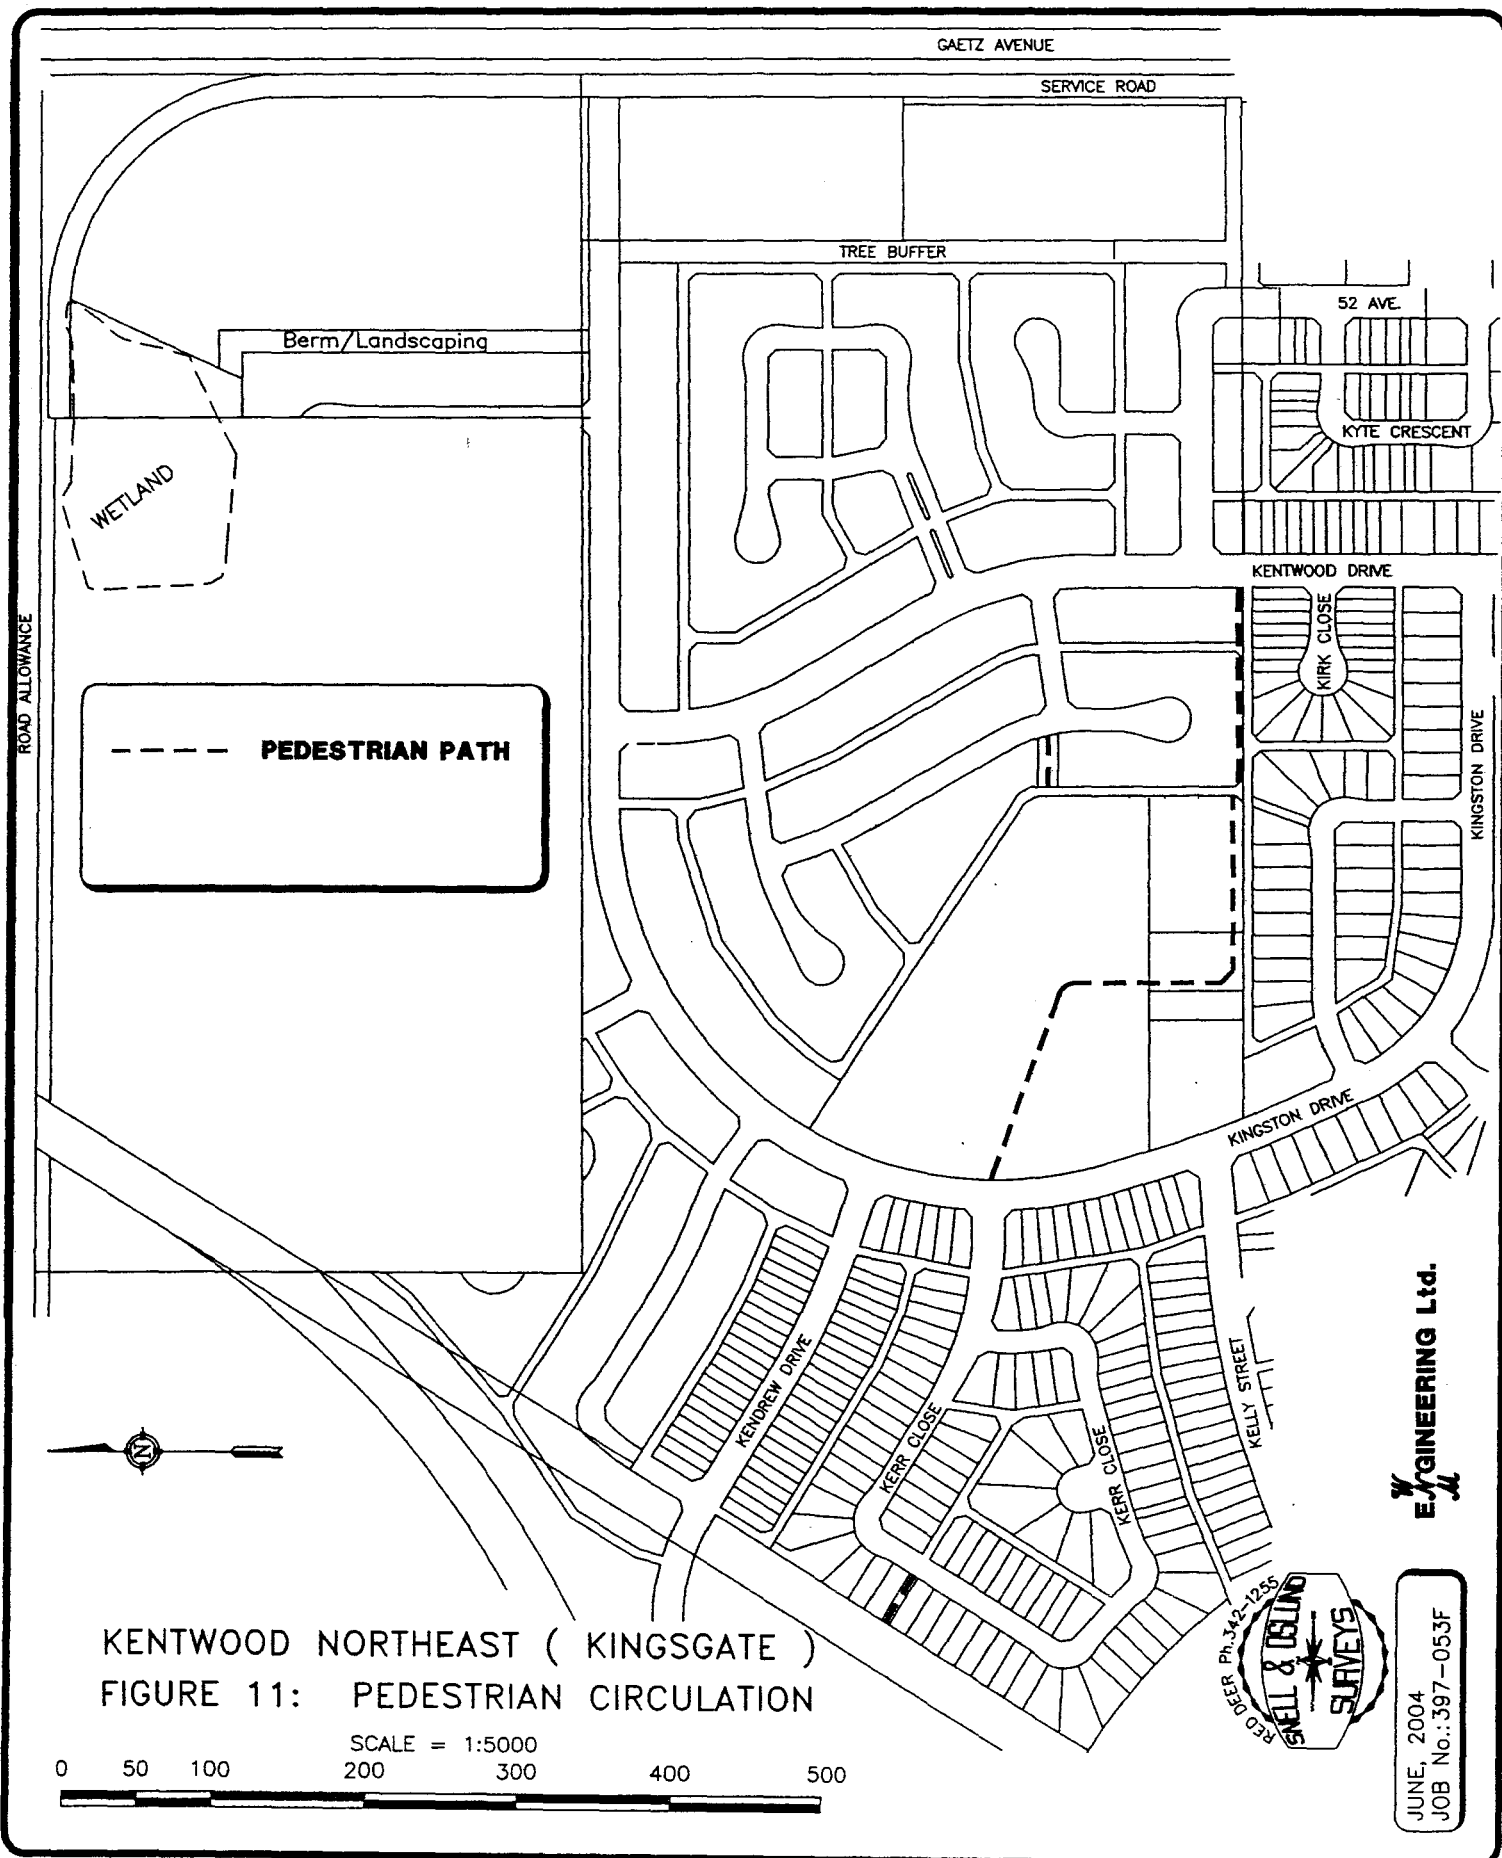 GAETZ AVENUE
SERVICE ROAD
TREE BUFFER
52 AVE.
Berm/Landscaping
KYTE CRESCENT
WETLAND
KENTWOOD DRIVE
KIRK CLOSE
ROAD ALLOWANCE
PEDESTRIAN PATH
KINGSTON DRIVE
KINGSTON DRIVE
KENDREW DRIVE
KERR CLOSE
KERR CLOSE
KELLY STREET
N
ENGINEERING Ltd.
RED DEER Ph.342-1255
SNELL & OSLUND
SURVEYS
JUNE, 2004
JOB No.:397-053F
KENTWOOD NORTHEAST ( KINGSGATE )
FIGURE 11: PEDESTRIAN CIRCULATION
SCALE = 1:5000
0 50 100 200 300 400 500